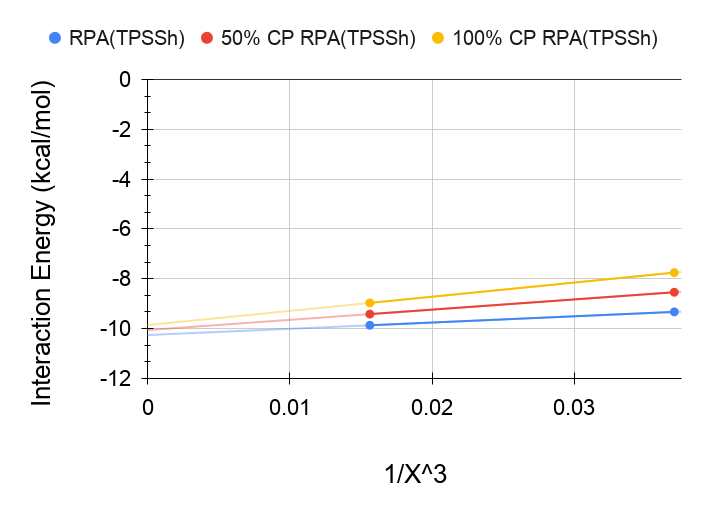 RPA(TPSSh) 50% CP RPA(TPSSh) 100% CP RPA(TPSSh)
Interaction Energy (kcal/mol)
0
-2
-4
-6
-8
-10
-12
0 0.01 0.02 0.03
1/X^3